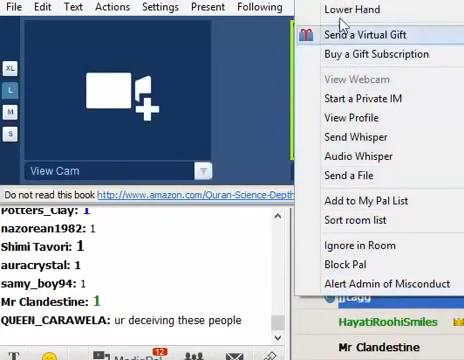 File Edit Text Actions Settings Present Following
Lower Hand
Send a Virtual Gift
Buy a Gift Subscription
View Webcam
Start a Private IM
View Profile
Send Whisper
Audio Whisper
Send a File
Add to My Pal List
Sort room list
Ignore in Room
Block Pal
Alert Admin of Misconduct
XL
L
M
S
View Cam
Do not read this book http://www.amazon.com/Quran-Science-Depth
Potters_Clay: 1
nazorean1982: 1
Shimi Tavori: 1
auracrystal: 1
samy_boy94: 1
Mr Clandestine: 1
QUEEN_CARAWELA: ur deceiving these people
HayatiRoohiSmiles
Mr Clandestine
12